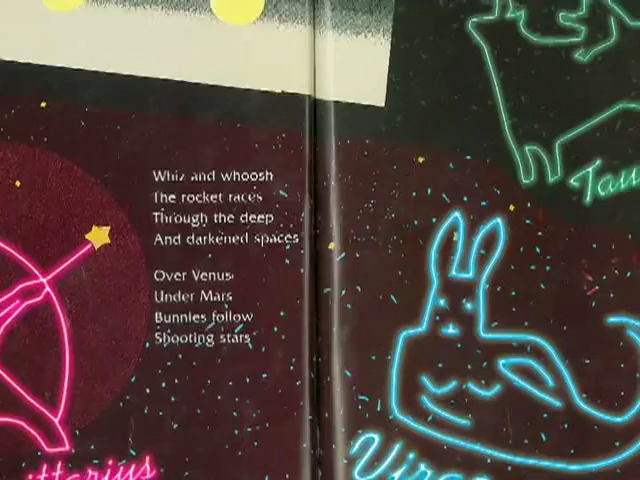 Whiz and whoosh
The rocket races
Through the deep
And darkened spaces
Over Venus
Under Mars
Bunnies follow
Shooting stars